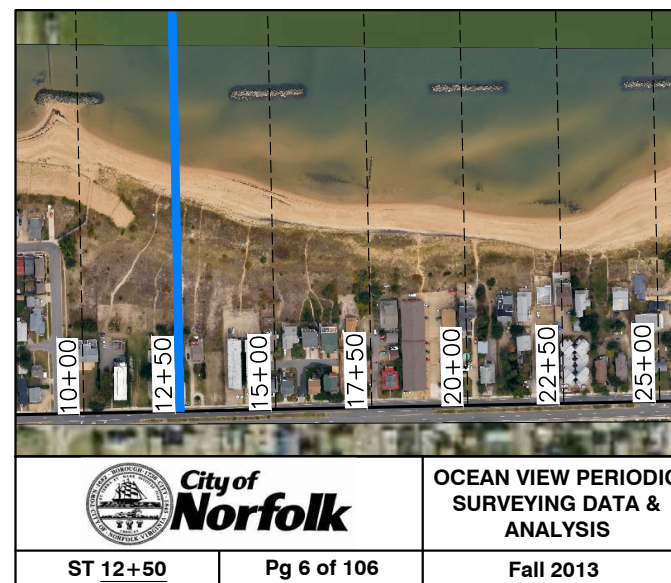 10+00
12+50
15+00
17+50
20+00
22+50
25+00
City of
Norfolk
OCEAN VIEW PERIODIC
SURVEYING DATA &
ANALYSIS
ST 12+50
Pg 6 of 106
Fall 2013